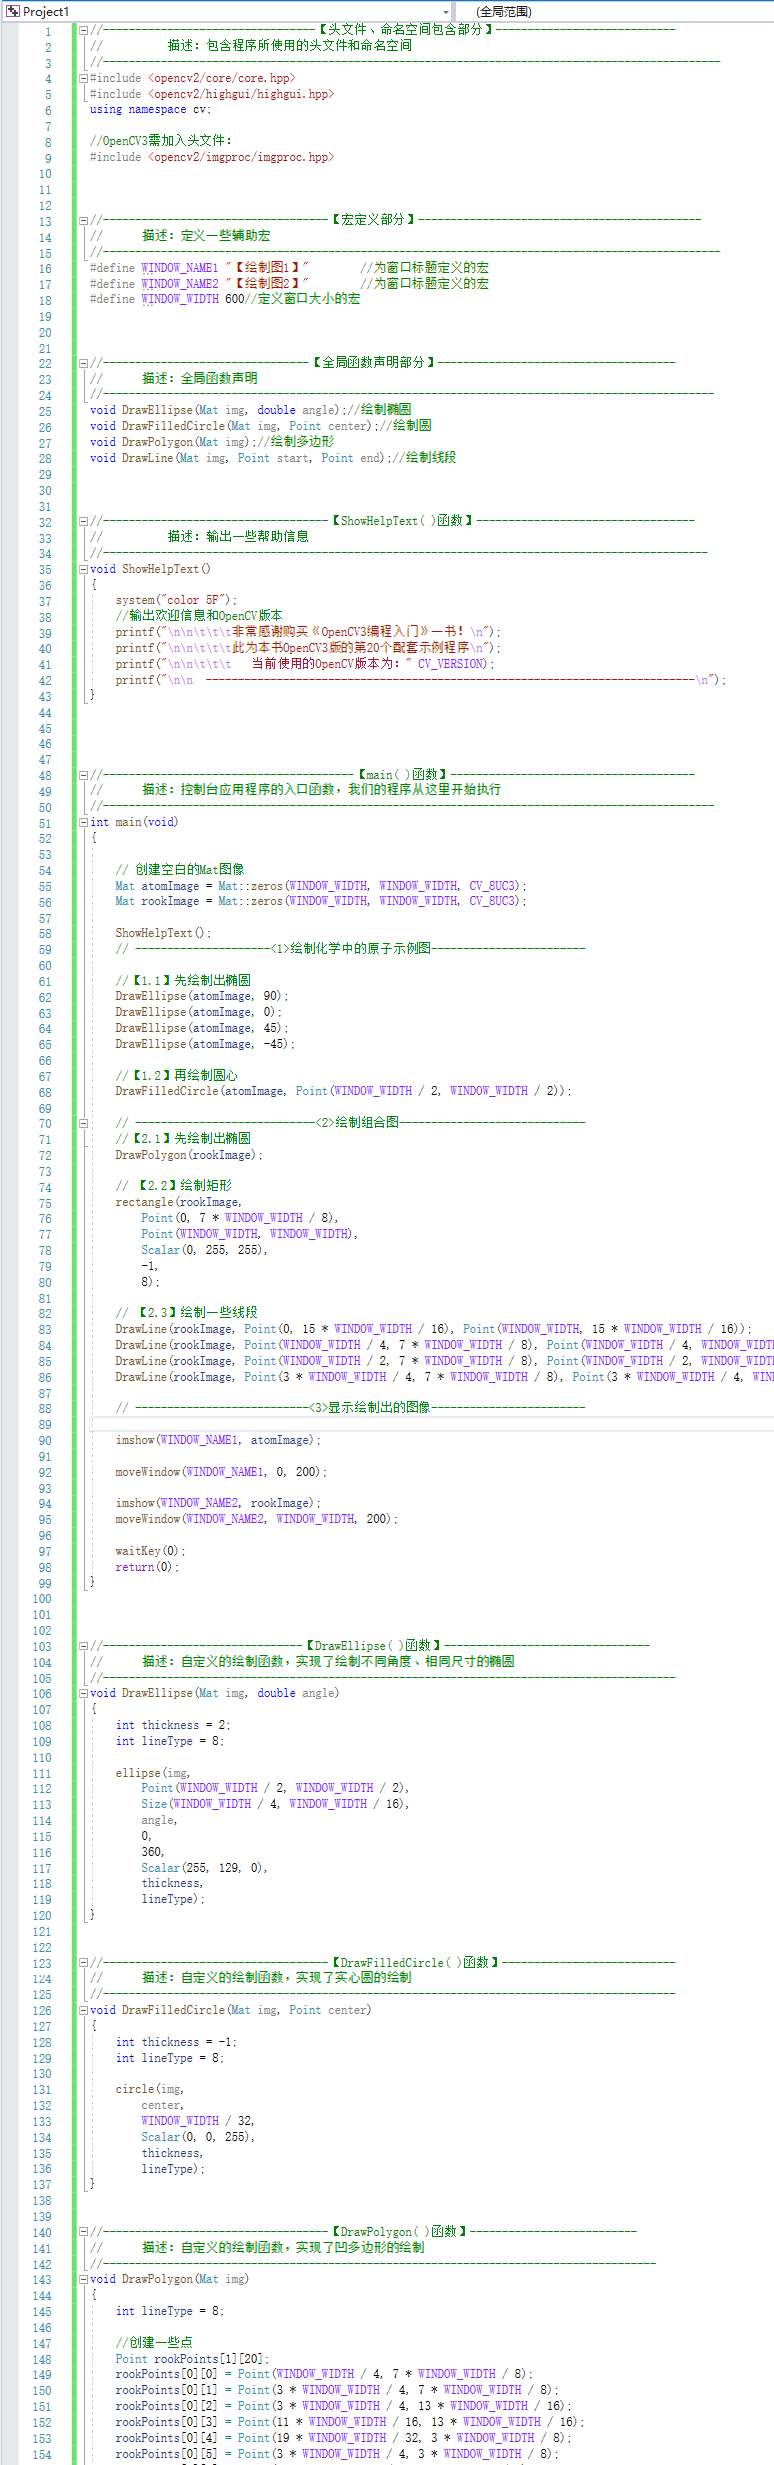 Project1 (全局范围)
1 //---------------------------------【头文件、命名空间包含部分】----------------------------
2 //          描述：包含程序所使用的头文件和命名空间
3 //------------------------------------------------------------------------------------------------
4 #include <opencv2/core/core.hpp>
5 #include <opencv2/highgui/highgui.hpp>
6 using namespace cv;
7
8 //OpenCV3需加入头文件：
9 #include <opencv2/imgproc/imgproc.hpp>
10
11
12
13 //-----------------------------------【宏定义部分】--------------------------------------------
14 //      描述：定义一些辅助宏
15 //------------------------------------------------------------------------------------------------
16 #define WINDOW_NAME1 "【绘制图1】"        //为窗口标题定义的宏
17 #define WINDOW_NAME2 "【绘制图2】"        //为窗口标题定义的宏
18 #define WINDOW_WIDTH 600//定义窗口大小的宏
19
20
21
22 //--------------------------------【全局函数声明部分】-------------------------------------
23 //      描述：全局函数声明
24 //-----------------------------------------------------------------------------------------------
25 void DrawEllipse(Mat img, double angle);//绘制椭圆
26 void DrawFilledCircle(Mat img, Point center);//绘制圆
27 void DrawPolygon(Mat img);//绘制多边形
28 void DrawLine(Mat img, Point start, Point end);//绘制线段
29
30
31
32 //-----------------------------------【ShowHelpText( )函数】----------------------------------
33 //          描述：输出一些帮助信息
34 //----------------------------------------------------------------------------------------------
35 void ShowHelpText()
36 {
37     system("color 5F");
38     //输出欢迎信息和OpenCV版本
39     printf("\n\n\t\t\t非常感谢购买《OpenCV3编程入门》一书！\n");
40     printf("\n\n\t\t\t此为本书OpenCV3版的第20个配套示例程序\n");
41     printf("\n\n\t\t\t   当前使用的OpenCV版本为：" CV_VERSION);
42     printf("\n\n  ----------------------------------------------------------------------------\n");
43 }
44
45
46
47
48 //---------------------------------------【main( )函数】--------------------------------------
49 //      描述：控制台应用程序的入口函数，我们的程序从这里开始执行
50 //-----------------------------------------------------------------------------------------------
51 int main(void)
52 {
53
54     // 创建空白的Mat图像
55     Mat atomImage = Mat::zeros(WINDOW_WIDTH, WINDOW_WIDTH, CV_8UC3);
56     Mat rookImage = Mat::zeros(WINDOW_WIDTH, WINDOW_WIDTH, CV_8UC3);
57
58     ShowHelpText();
59     // ---------------------<1>绘制化学中的原子示例图------------------------
60
61     //【1.1】先绘制出椭圆
62     DrawEllipse(atomImage, 90);
63     DrawEllipse(atomImage, 0);
64     DrawEllipse(atomImage, 45);
65     DrawEllipse(atomImage, -45);
66
67     //【1.2】再绘制圆心
68     DrawFilledCircle(atomImage, Point(WINDOW_WIDTH / 2, WINDOW_WIDTH / 2));
69
70     // ----------------------------<2>绘制组合图-----------------------------
71     //【2.1】先绘制出椭圆
72     DrawPolygon(rookImage);
73
74     // 【2.2】绘制矩形
75     rectangle(rookImage,
76         Point(0, 7 * WINDOW_WIDTH / 8),
77         Point(WINDOW_WIDTH, WINDOW_WIDTH),
78         Scalar(0, 255, 255),
79         -1,
80         8);
81
82     // 【2.3】绘制一些线段
83     DrawLine(rookImage, Point(0, 15 * WINDOW_WIDTH / 16), Point(WINDOW_WIDTH, 15 * WINDOW_WIDTH / 16));
84     DrawLine(rookImage, Point(WINDOW_WIDTH / 4, 7 * WINDOW_WIDTH / 8), Point(WINDOW_WIDTH / 4, WINDOW_WIDT
85     DrawLine(rookImage, Point(WINDOW_WIDTH / 2, 7 * WINDOW_WIDTH / 8), Point(WINDOW_WIDTH / 2, WINDOW_WIDT
86     DrawLine(rookImage, Point(3 * WINDOW_WIDTH / 4, 7 * WINDOW_WIDTH / 8), Point(3 * WINDOW_WIDTH / 4, WIN
87
88     // ---------------------------<3>显示绘制出的图像------------------------
89
90     imshow(WINDOW_NAME1, atomImage);
91
92     moveWindow(WINDOW_NAME1, 0, 200);
93
94     imshow(WINDOW_NAME2, rookImage);
95     moveWindow(WINDOW_NAME2, WINDOW_WIDTH, 200);
96
97     waitKey(0);
98     return(0);
99 }
100
101
102
103 //-------------------------------【DrawEllipse( )函数】--------------------------------
104 //      描述：自定义的绘制函数，实现了绘制不同角度、相同尺寸的椭圆
105 //-----------------------------------------------------------------------------------------
106 void DrawEllipse(Mat img, double angle)
107 {
108     int thickness = 2;
109     int lineType = 8;
110
111     ellipse(img,
112         Point(WINDOW_WIDTH / 2, WINDOW_WIDTH / 2),
113         Size(WINDOW_WIDTH / 4, WINDOW_WIDTH / 16),
114         angle,
115         0,
116         360,
117         Scalar(255, 129, 0),
118         thickness,
119         lineType);
120 }
121
122
123 //-----------------------------------【DrawFilledCircle( )函数】---------------------------
124 //      描述：自定义的绘制函数，实现了实心圆的绘制
125 //-----------------------------------------------------------------------------------------
126 void DrawFilledCircle(Mat img, Point center)
127 {
128     int thickness = -1;
129     int lineType = 8;
130
131     circle(img,
132         center,
133         WINDOW_WIDTH / 32,
134         Scalar(0, 0, 255),
135         thickness,
136         lineType);
137 }
138
139
140 //-----------------------------------【DrawPolygon( )函数】--------------------------
141 //      描述：自定义的绘制函数，实现了凹多边形的绘制
142 //--------------------------------------------------------------------------------------
143 void DrawPolygon(Mat img)
144 {
145     int lineType = 8;
146
147     //创建一些点
148     Point rookPoints[1][20];
149     rookPoints[0][0] = Point(WINDOW_WIDTH / 4, 7 * WINDOW_WIDTH / 8);
150     rookPoints[0][1] = Point(3 * WINDOW_WIDTH / 4, 7 * WINDOW_WIDTH / 8);
151     rookPoints[0][2] = Point(3 * WINDOW_WIDTH / 4, 13 * WINDOW_WIDTH / 16);
152     rookPoints[0][3] = Point(11 * WINDOW_WIDTH / 16, 13 * WINDOW_WIDTH / 16);
153     rookPoints[0][4] = Point(19 * WINDOW_WIDTH / 32, 3 * WINDOW_WIDTH / 8);
154     rookPoints[0][5] = Point(3 * WINDOW_WIDTH / 4, 3 * WINDOW_WIDTH / 8);